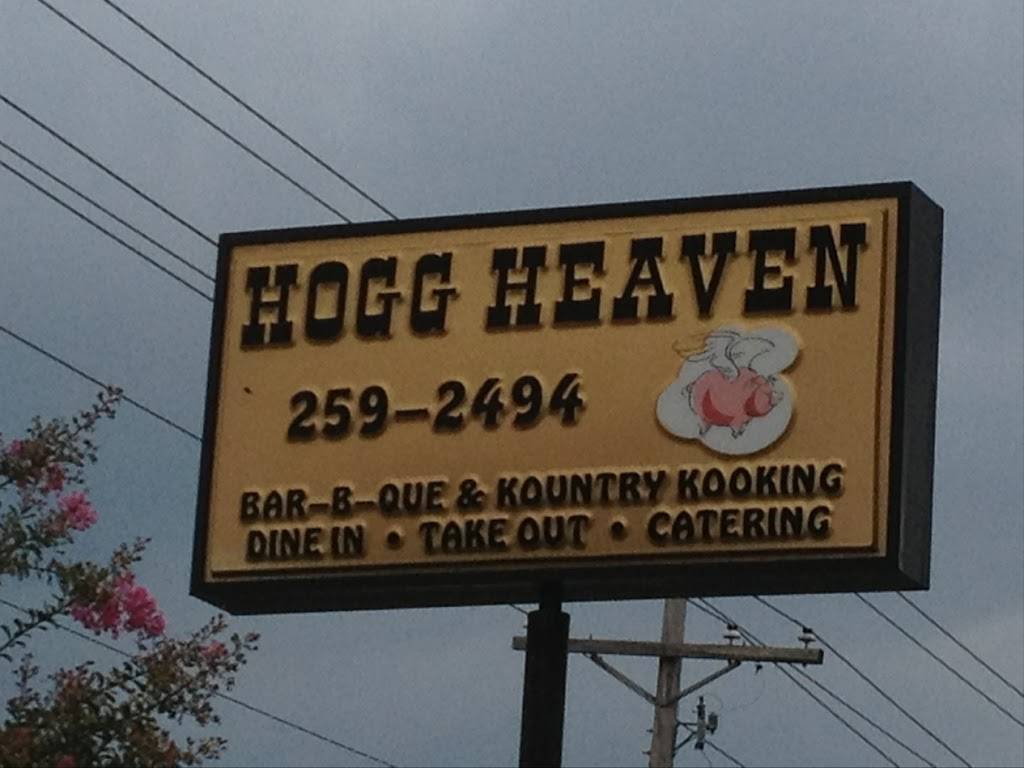 HOGG HEAVEN
259-2494
BAR-B-QUE & KOUNTRY KOOKING
DINE IN • TAKE OUT • CATERING